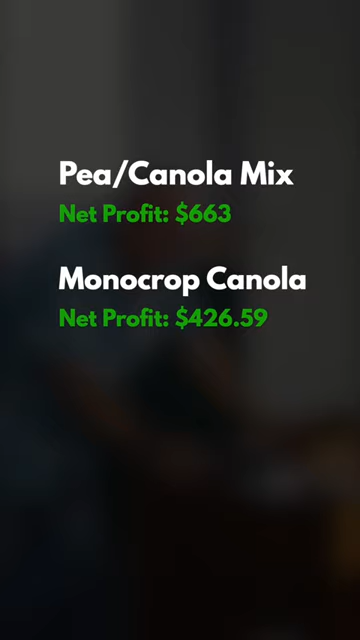 Pea/Canola Mix
Net Profit: $663
Monocrop Canola
Net Profit: $426.59